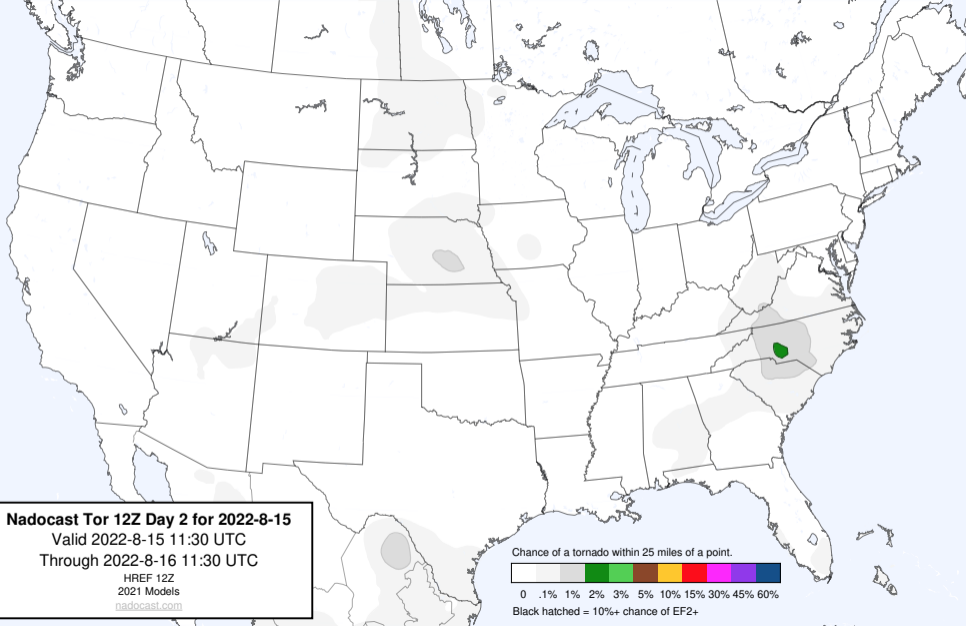 Nadocast Tor 12Z Day 2 for 2022-8-15
Valid 2022-8-15 11:30 UTC
Through 2022-8-16 11:30 UTC
HREF 12Z
2021 Models
nadocast.com
Chance of a tornado within 25 miles of a point.
0 .1% 1% 2% 3% 5% 10% 15% 30% 45% 60%
Black hatched = 10%+ chance of EF2+